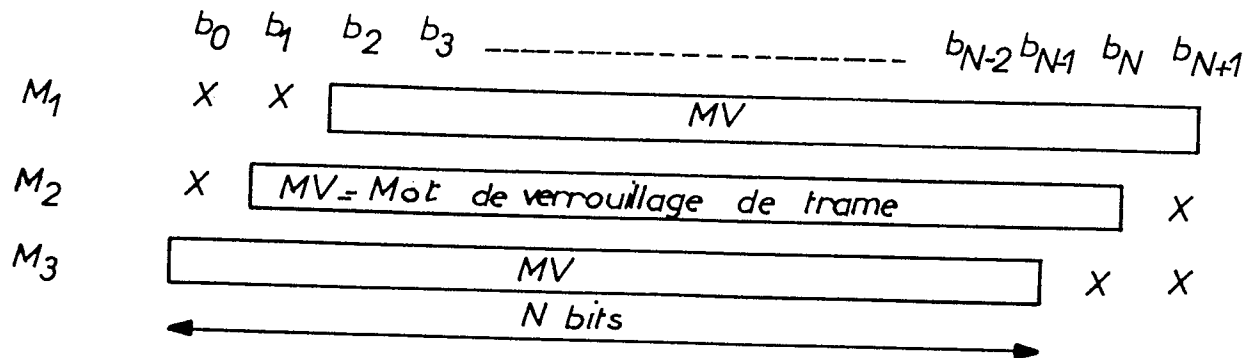 b0 b1 b2 b3 ---------------------- bN-2 bN-1 bN bN+1
M1 X X MV
M2 X MV=Mot de verrouillage de trame X
M3 MV X X
N bits